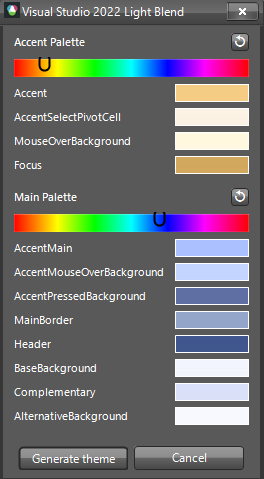 Visual Studio 2022 Light Blend
Accent Palette
Accent
AccentSelectPivotCell
MouseOverBackground
Focus
Main Palette
AccentMain
AccentMouseOverBackground
AccentPressedBackground
MainBorder
Header
BaseBackground
Complementary
AlternativeBackground
Generate theme Cancel